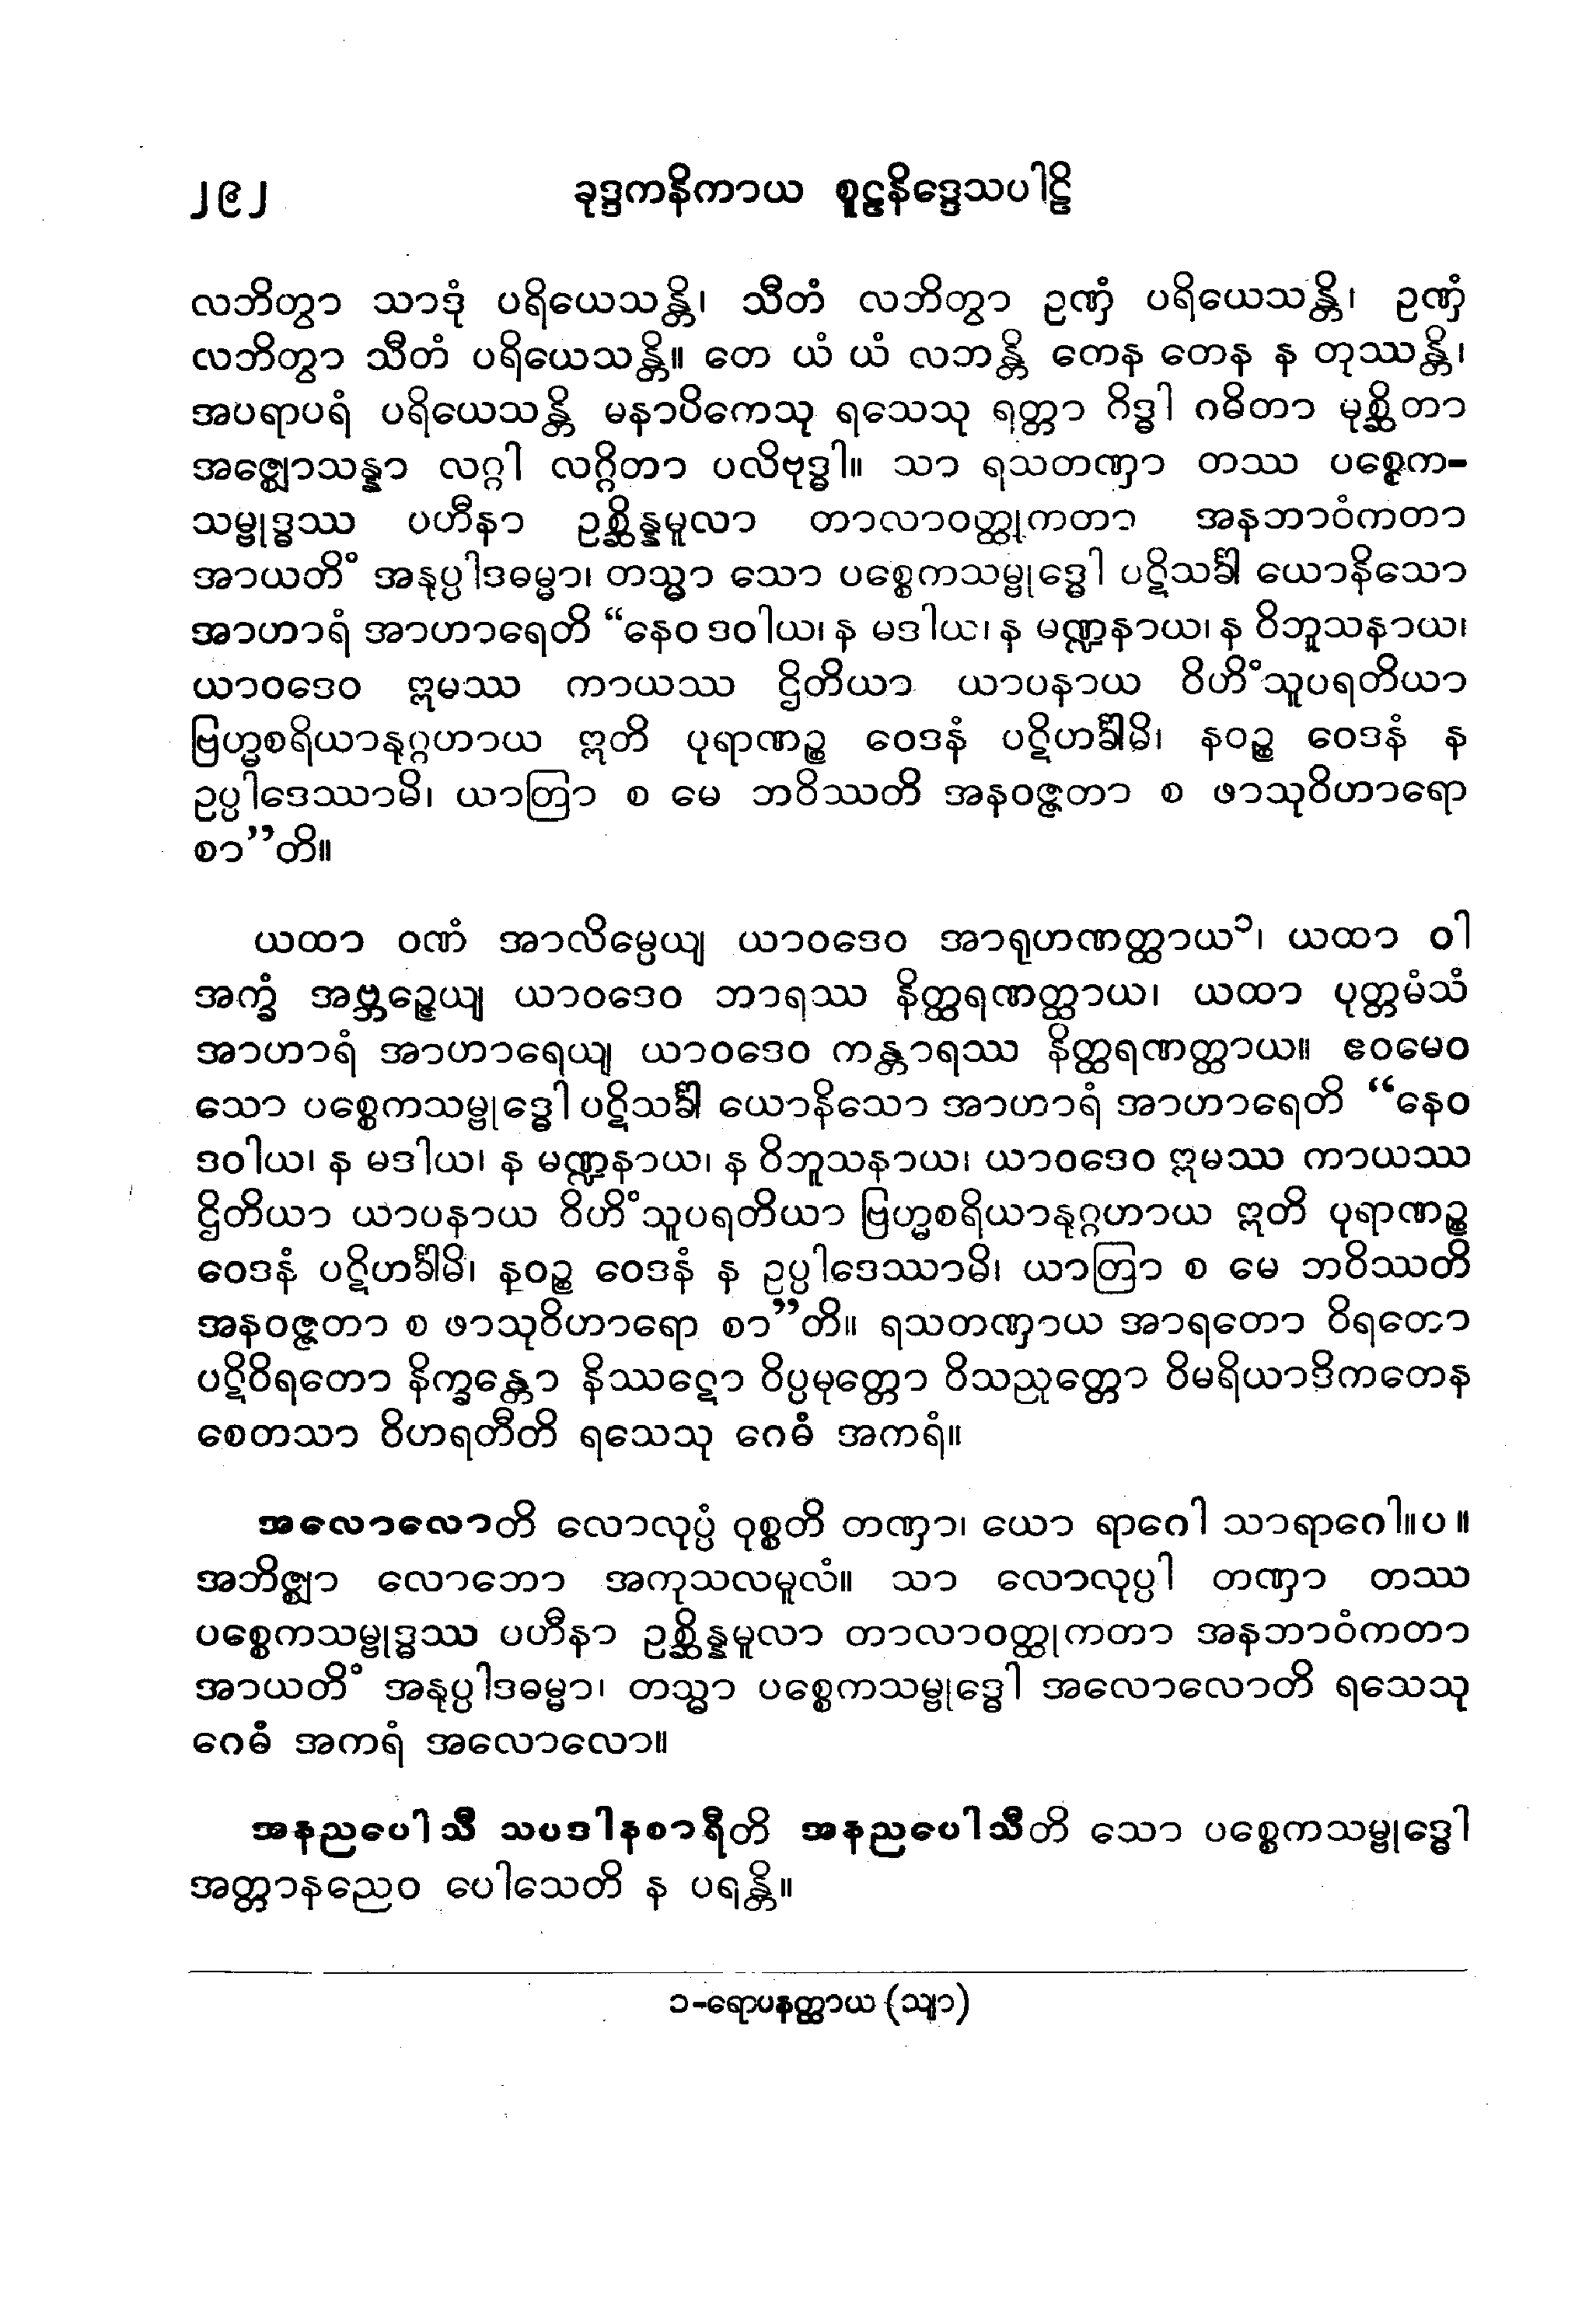 ၂၉၂ ခုဒ္ဒကနိကာယ စူဠနိဒ္ဒေသပါဠိ
လဘိတွာ သာဒုံ ပရိယေသန္တိ၊ သီတံ လဘိတွာ ဥဏှံ ပရိယေသန္တိ၊ ဥဏှံ
လဘိတွာ သီတံ ပရိယေသန္တိ။ တေ ယံ ယံ လဘန္တိ တေန တေန န တုဿန္တိ၊
အပရာပရံ ပရိယေသန္တိ မနာပိကေသု ရသေသု ရတ္တာ ဂိဒ္ဓါ ဂဓိတာ မုစ္ဆိတာ
အဇ္ဈောသန္နာ လဂ္ဂါ လဂ္ဂိတာ ပလိဗုဒ္ဓါ။ သာ ရသတဏှာ တဿ ပစ္စေက-
သမ္ဗုဒ္ဓဿ ပဟီနာ ဥစ္ဆိန္နမူလာ တာလာဝတ္ထုကတာ အနဘာဝံကတာ
အာယတိံ အနုပ္ပါဒဓမ္မာ၊ တသ္မာ သော ပစ္စေကသမ္ဗုဒ္ဓေါ ပဋိသင်္ခါ ယောနိသော
အာဟာရံ အာဟာရေတိ “နေဝ ဒဝါယ၊ န မဒါယ၊ န မဏ္ဍနာယ၊ န ဝိဘူသနာယ၊
ယာဝဒေဝ ဣမဿ ကာယဿ ဌိတိယာ ယာပနာယ ဝိဟိံသူပရတိယာ
ဗြဟ္မစရိယာနုဂ္ဂဟာယ ဣတိ ပုရာဏဉ္စ ဝေဒနံ ပဋိဟင်္ခါမိ၊ နဝဉ္စ ဝေဒနံ န
ဥပ္ပါဒေဿာမိ၊ ယာတြာ စ မေ ဘဝိဿတိ အနဝဇ္ဇတာ စ ဖာသုဝိဟာရော
စာ”တိ။
ယထာ ဝဏံ အာလိမ္ပေယျ ယာဝဒေဝ အာရုဟဏတ္ထာယ၁၊ ယထာ ဝါ
အက္ခံ အဗ္ဘဉ္ဇေယျ ယာဝဒေဝ ဘာရဿ နိတ္ထရဏတ္ထာယ၊ ယထာ ပုတ္တမံသံ
အာဟာရံ အာဟာရေယျ ယာဝဒေဝ ကန္တာရဿ နိတ္ထရဏတ္ထာယ။ ဧဝမေဝ
သော ပစ္စေကသမ္ဗုဒ္ဓေါ ပဋိသင်္ခါ ယောနိသော အာဟာရံ အာဟာရေတိ “နေဝ
ဒဝါယ၊ န မဒါယ၊ န မဏ္ဍနာယ၊ န ဝိဘူသနာယ၊ ယာဝဒေဝ ဣမဿ ကာယဿ
ဌိတိယာ ယာပနာယ ဝိဟိံသူပရတိယာ ဗြဟ္မစရိယာနုဂ္ဂဟာယ ဣတိ ပုရာဏဉ္စ
ဝေဒနံ ပဋိဟင်္ခါမိ၊ နဝဉ္စ ဝေဒနံ န ဥပ္ပါဒေဿာမိ၊ ယာတြာ စ မေ ဘဝိဿတိ
အနဝဇ္ဇတာ စ ဖာသုဝိဟာရော စာ”တိ။ ရသတဏှာယ အာရတော ဝိရတော
ပဋိဝိရတော နိက္ခန္တော နိဿဋော ဝိပ္ပမုတ္တော ဝိသညုတ္တော ဝိမရိယာဒိကတေန
စေတသာ ဝိဟရတီတိ ရသေသု ဂေဓံ အကရံ။
အလောလောတိ လောလုပ္ပံ ဝုစ္စတိ တဏှာ၊ ယော ရာဂေါ သာရာဂေါ။ပ။
အဘိဇ္ဈာ လောဘော အကုသလမူလံ။ သာ လောလုပ္ပါ တဏှာ တဿ
ပစ္စေကသမ္ဗုဒ္ဓဿ ပဟီနာ ဥစ္ဆိန္နမူလာ တာလာဝတ္ထုကတာ အနဘာဝံကတာ
အာယတိံ အနုပ္ပါဒဓမ္မာ၊ တသ္မာ ပစ္စေကသမ္ဗုဒ္ဓေါ အလောလောတိ ရသေသု
ဂေဓံ အကရံ အလောလော။
အနညပေါသီ သပဒါနစာရီတိ အနညပေါသီတိ သော ပစ္စေကသမ္ဗုဒ္ဓေါ
အတ္တာနညေဝ ပေါသေတိ န ပရန္တိ။
၁-ရောပနတ္ထာယ (သျာ)